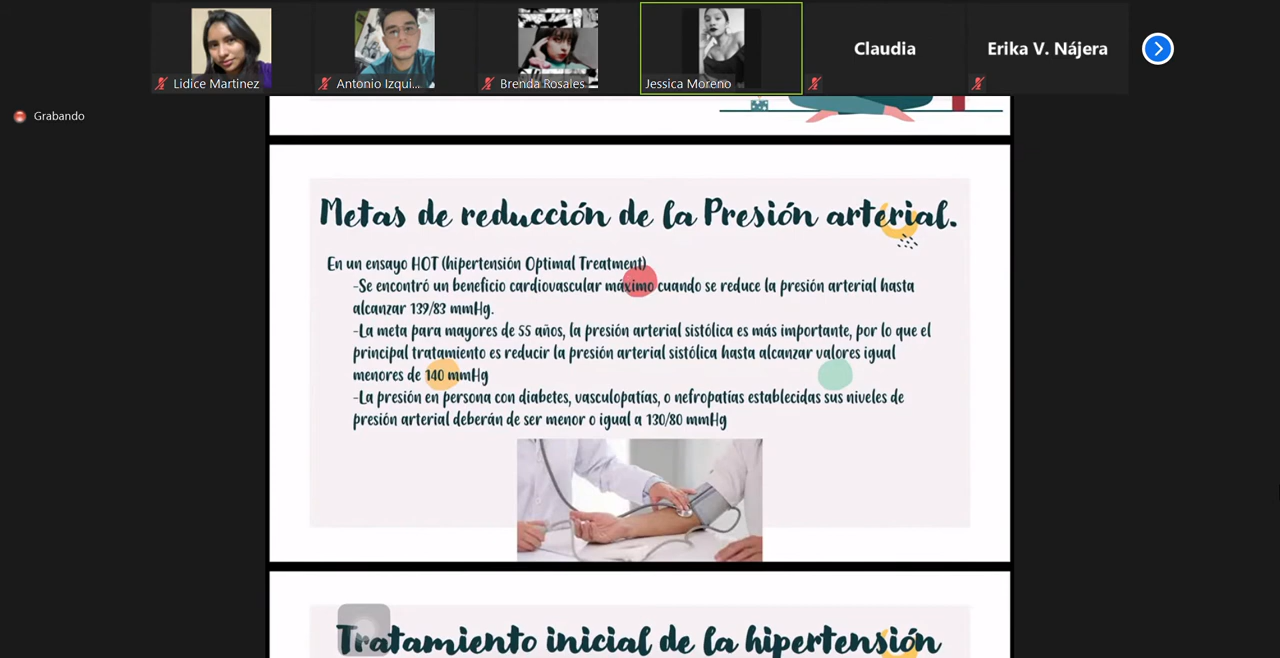 Lidice Martinez
Antonio Izqui...
Brenda Rosales
Jessica Moreno
Claudia
Erika V. Nájera
Grabando
Metas de reducción de la Presión arterial.
En un ensayo HOT (hipertensión Optimal Treatment)
-Se encontró un beneficio cardiovascular máximo cuando se reduce la presión arterial hasta
alcanzar 139/83 mmHg.
-La meta para mayores de 55 años, la presión arterial sistólica es más importante, por lo que el
principal tratamiento es reducir la presión arterial sistólica hasta alcanzar valores igual
menores de 140 mmHg
-La presión en persona con diabetes, vasculopatías, o nefropatías establecidas sus niveles de
presión arterial deberán de ser menor o igual a 130/80 mmHg
Tratamiento inicial de la hipertensión